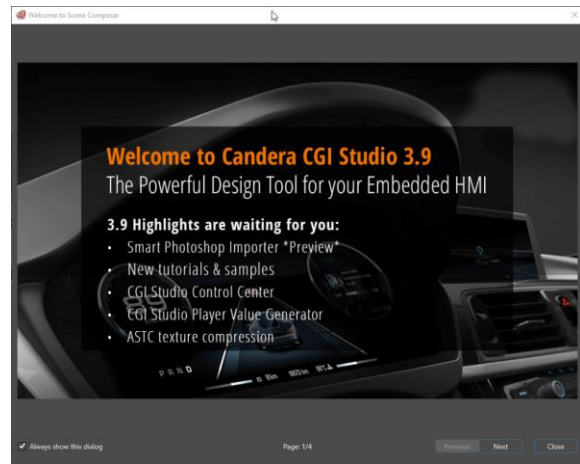 Welcome to Scene Composer
Welcome to Candera CGI Studio 3.9
The Powerful Design Tool for your Embedded HMI
3.9 Highlights are waiting for you:
• Smart Photoshop Importer *Preview*
• New tutorials & samples
• CGI Studio Control Center
• CGI Studio Player Value Generator
• ASTC texture compression
P R N D
Always show this dialog
Page: 1/4
Previous
Next
Close